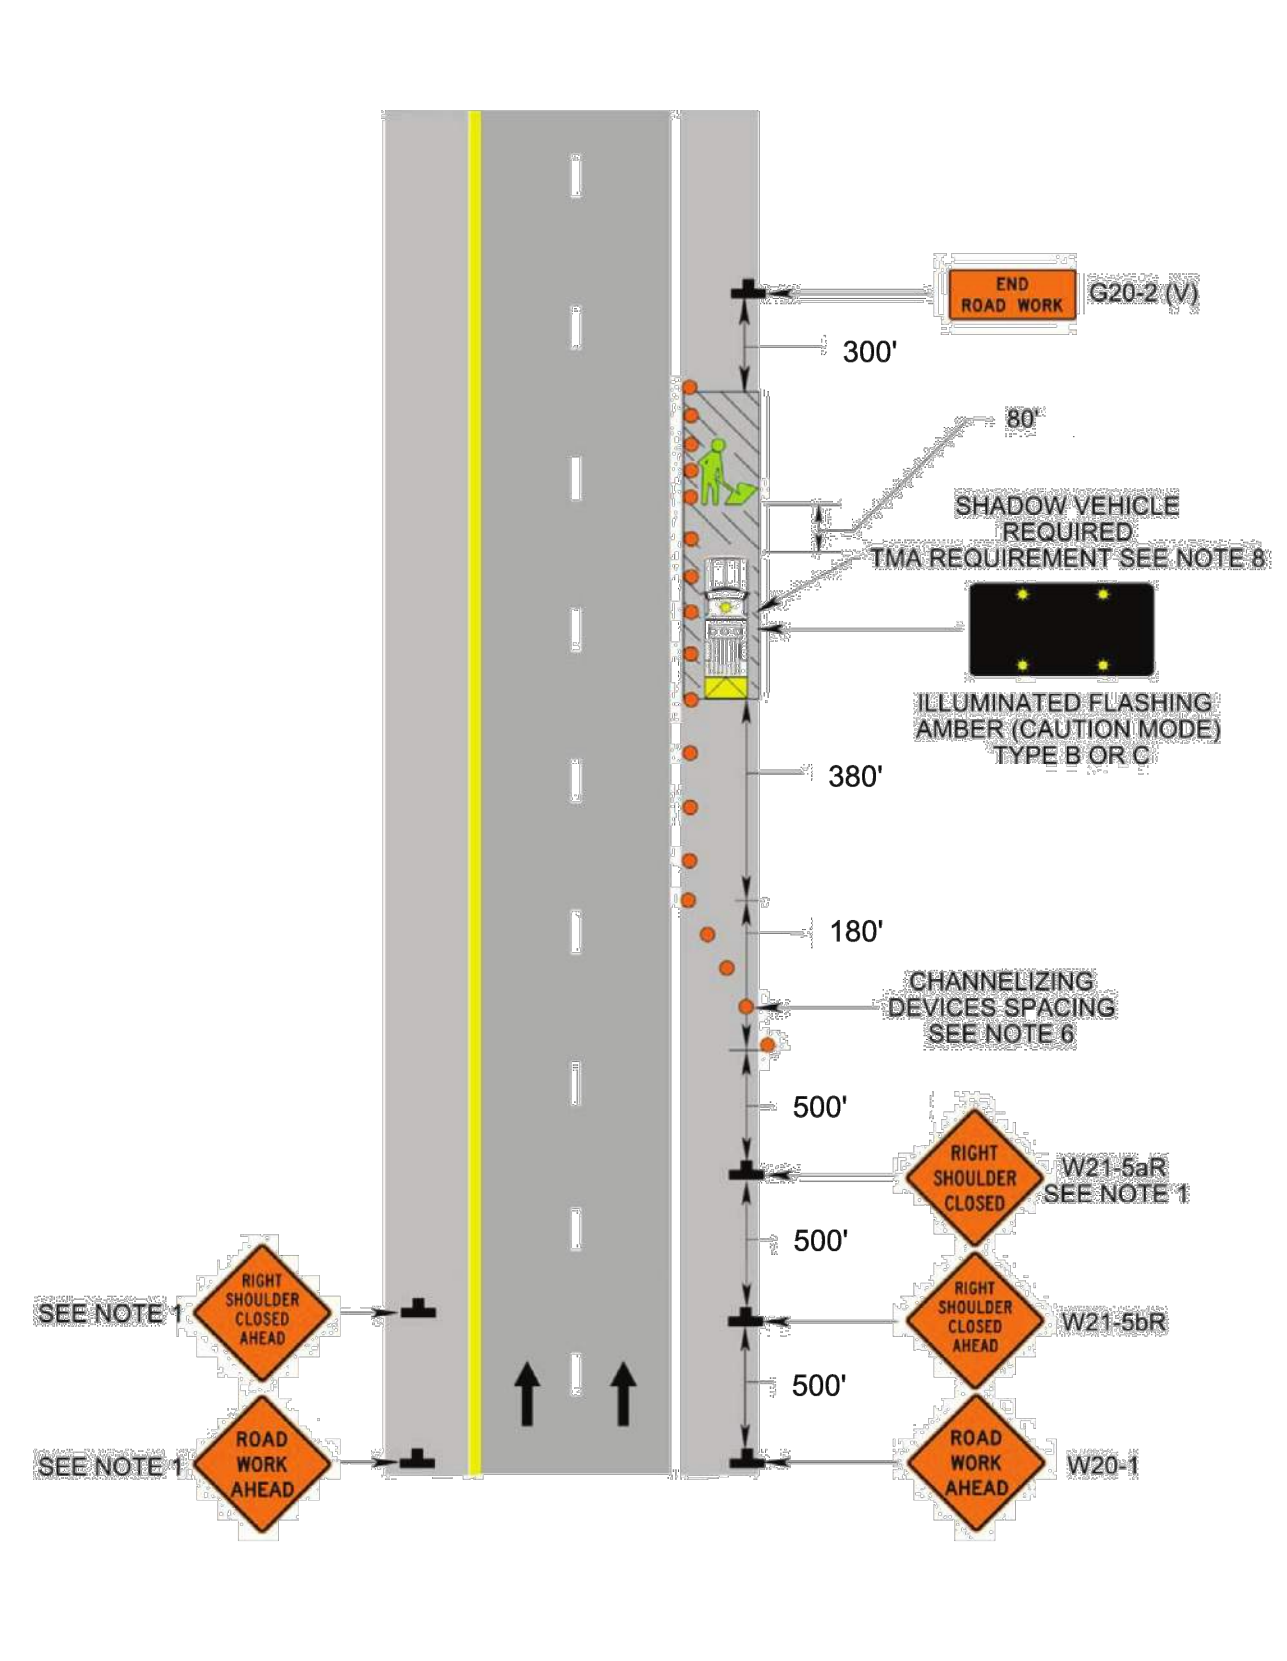 END
ROAD WORK
G20-2 (V)
300'
80'
SHADOW VEHICLE
REQUIRED
TMA REQUIREMENT SEE NOTE 8
ILLUMINATED FLASHING
AMBER (CAUTION MODE)
TYPE B OR C
380'
180'
CHANNELIZING
DEVICES SPACING
SEE NOTE 6
500'
RIGHT
SHOULDER
CLOSED
W21-5aR
SEE NOTE 1
500'
RIGHT
SHOULDER
CLOSED
AHEAD
SEE NOTE 1
RIGHT
SHOULDER
CLOSED
AHEAD
W21-5bR
500'
ROAD
WORK
AHEAD
SEE NOTE 1
ROAD
WORK
AHEAD
W20-1